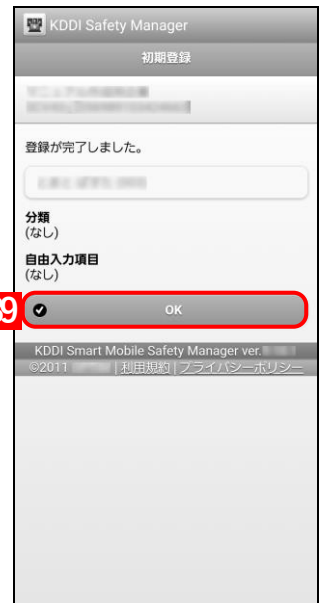 KDDI Safety Manager
初期登録
登録が完了しました。
分類
(なし)
自由入力項目
(なし)
9
OK
KDDI Smart Mobile Safety Manager ver.
©2011 | 利用規約 | プライバシーポリシー